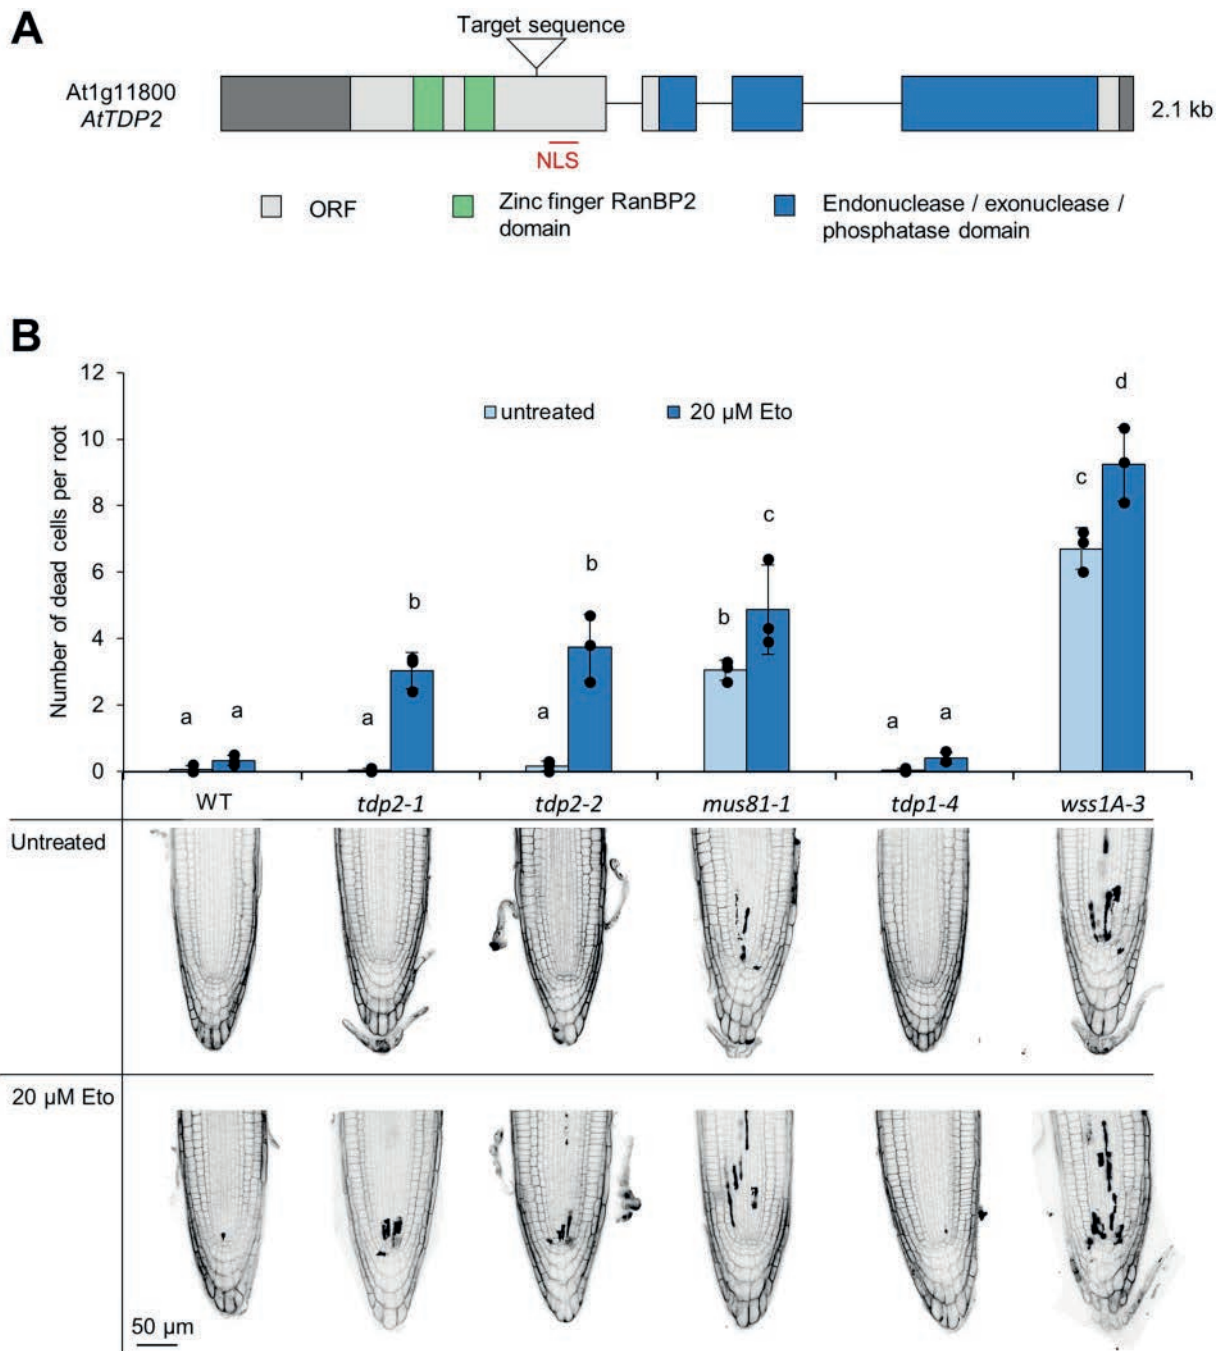 A
Target sequence
At1g11800
AtTDP2
2.1 kb
NLS
ORF
Zinc finger RanBP2
domain
Endonuclease / exonuclease /
phosphatase domain
B
Number of dead cells per root
12
10
8
6
4
2
0
untreated
20 µM Eto
a
a
a
b
a
b
b
c
a
a
c
d
WT
tdp2-1
tdp2-2
mus81-1
tdp1-4
wss1A-3
Untreated
20 µM Eto
50 µm